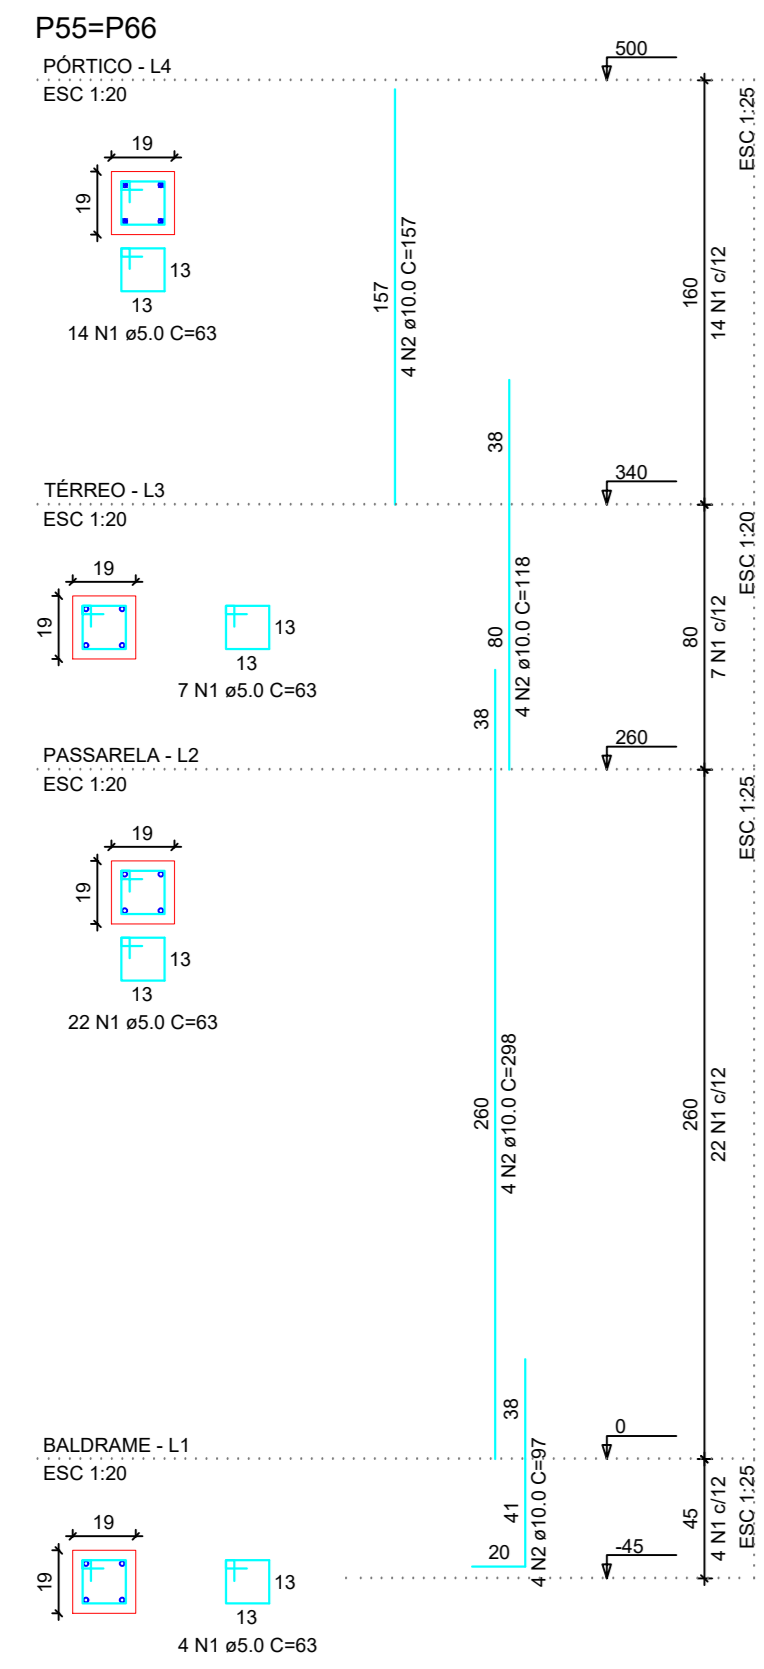 P55=P66
PÓRTICO - L4
ESC 1:20
500
ESC 1:25
19
19
13
13
14 N1 ø5.0 C=63
157
4 N2 ø10.0 C=157
160
14 N1 c/12
38
TÉRREO - L3
ESC 1:20
340
ESC 1:20
19
19
13
13
7 N1 ø5.0 C=63
80
4 N2 ø10.0 C=118
80
7 N1 c/12
38
PASSARELA - L2
ESC 1:20
260
ESC 1:25
19
19
13
13
22 N1 ø5.0 C=63
260
4 N2 ø10.0 C=298
260
22 N1 c/12
38
BALDRAME - L1
ESC 1:20
0
ESC 1:25
19
19
13
13
4 N1 ø5.0 C=63
41
20
4 N2 ø10.0 C=97
45
4 N1 c/12
-45